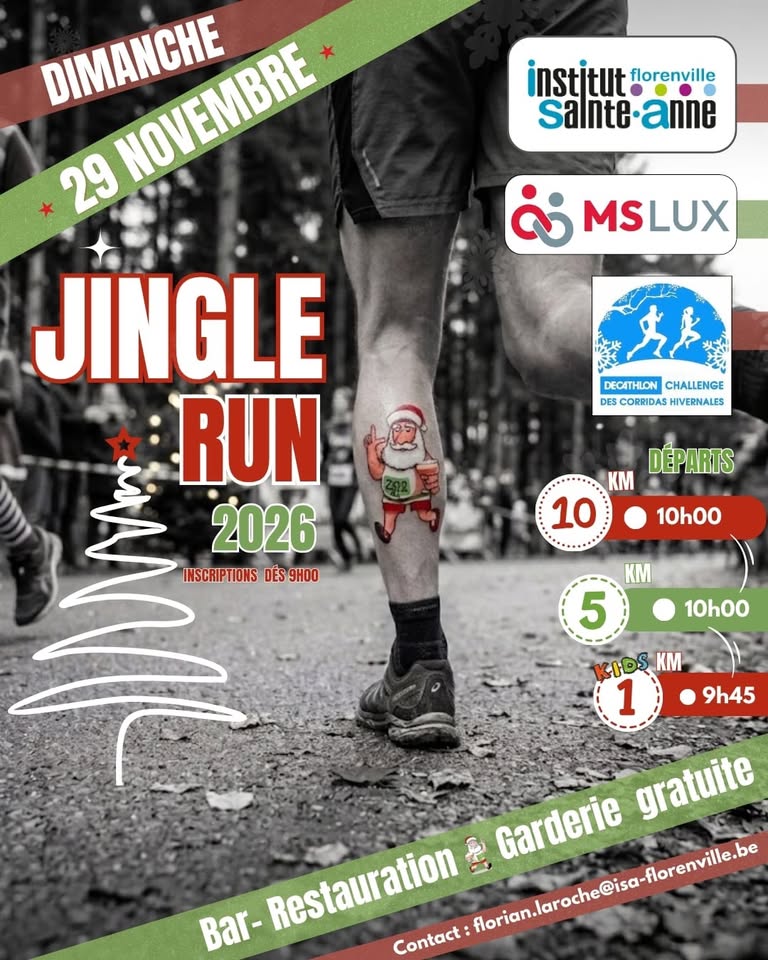 DIMANCHE
29 NOVEMBRE
institut florenville
sainte·anne
MSLUX
JINGLE
RUN
2026
INSCRIPTIONS DÉS 9H00
DECATHLON CHALLENGE
DES CORRIDAS HIVERNALES
DÉPARTS
10 KM 10h00
5 KM 10h00
KIDS
1 KM 9h45
Bar- Restauration Garderie gratuite
Contact : florian.laroche@isa-florenville.be